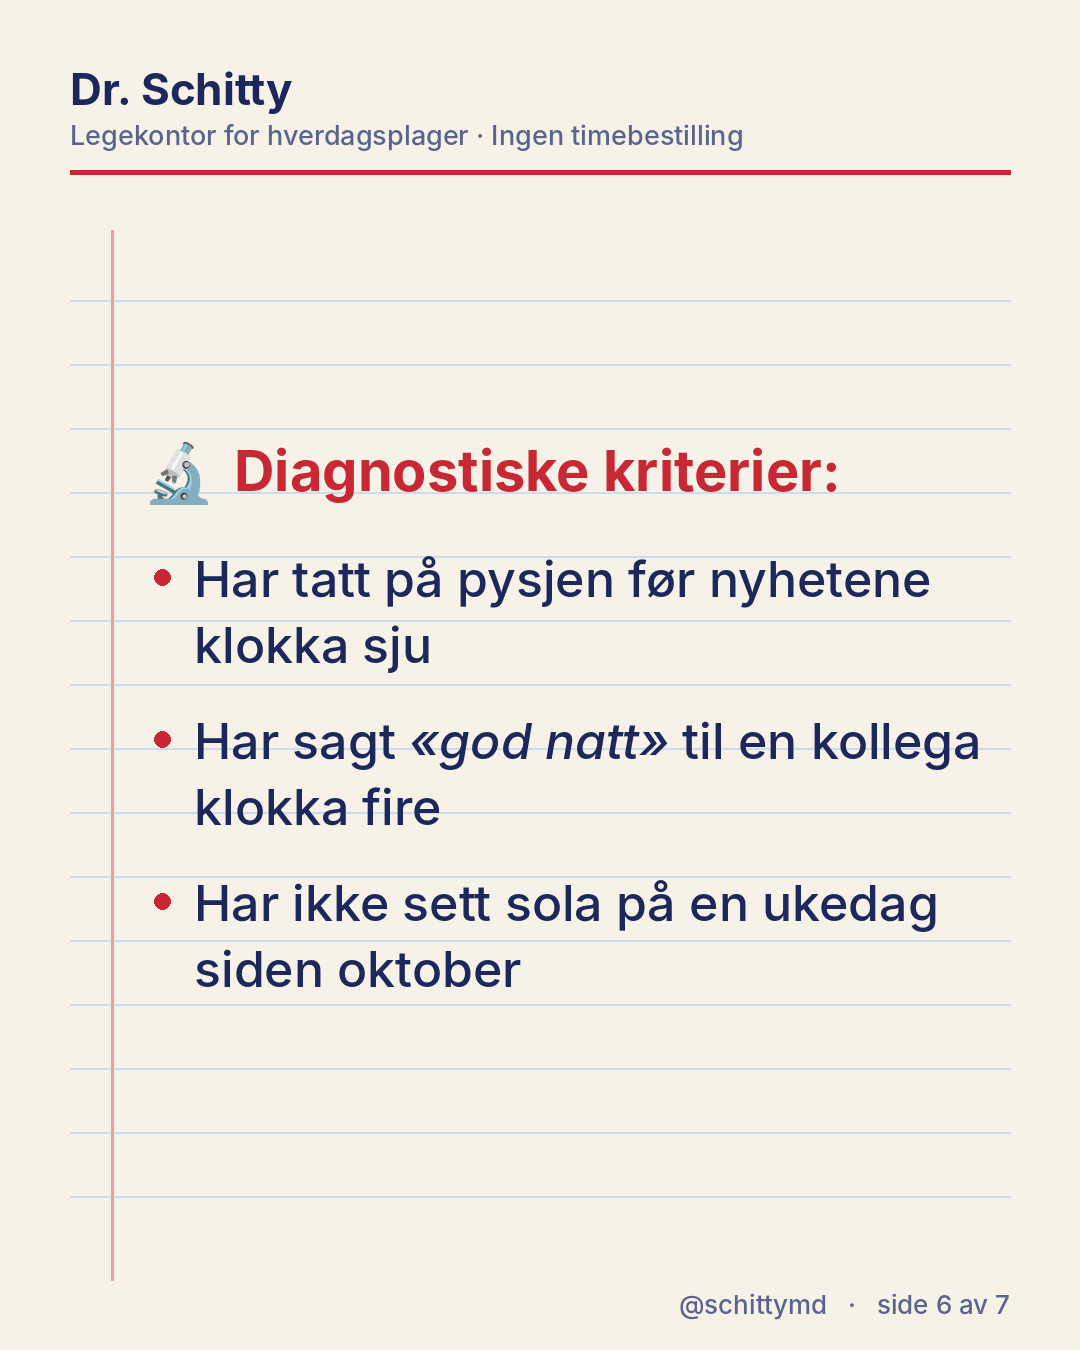 Dr. Schitty
Legekontor for hverdagsplager · Ingen timebestilling
🔬 Diagnostiske kriterier:
• Har tatt på pysjen før nyhetene
klokka sju
• Har sagt «god natt» til en kollega
klokka fire
• Har ikke sett sola på en ukedag
siden oktober
@schittymd · side 6 av 7